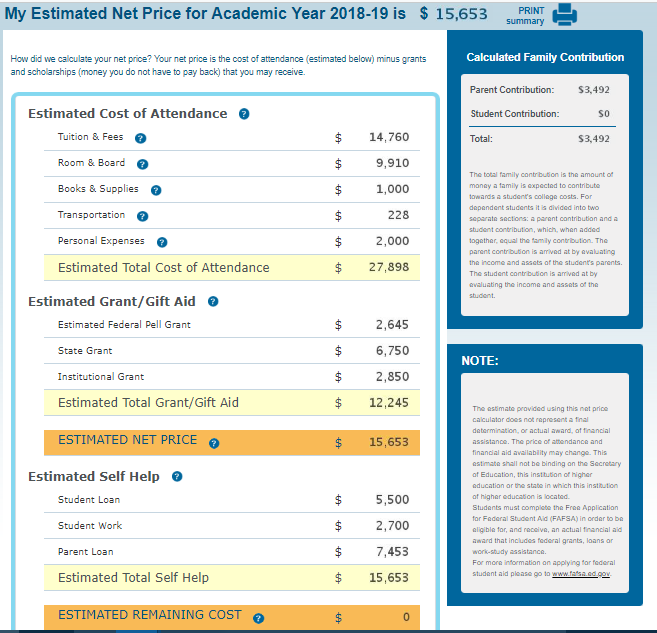 My Estimated Net Price for Academic Year 2018-19 is $ 15,653
PRINT
summary
How did we calculate your net price? Your net price is the cost of attendance (estimated below) minus grants
and scholarships (money you do not have to pay back) that you may receive.
Estimated Cost of Attendance ?
Tuition & Fees ? $ 14,760
Room & Board ? $ 9,910
Books & Supplies ? $ 1,000
Transportation ? $ 228
Personal Expenses ? $ 2,000
Estimated Total Cost of Attendance $ 27,898
Estimated Grant/Gift Aid ?
Estimated Federal Pell Grant $ 2,645
State Grant $ 6,750
Institutional Grant $ 2,850
Estimated Total Grant/Gift Aid $ 12,245
ESTIMATED NET PRICE ? $ 15,653
Estimated Self Help ?
Student Loan $ 5,500
Student Work $ 2,700
Parent Loan $ 7,453
Estimated Total Self Help $ 15,653
ESTIMATED REMAINING COST ? $ 0
Calculated Family Contribution
Parent Contribution: $3,492
Student Contribution: $0
Total: $3,492
The total family contribution is the amount of
money a family is expected to contribute
towards a student's college costs. For
dependent students it is divided into two
separate sections: a parent contribution and a
student contribution, which, when added
together, equal the family contribution. The
parent contribution is arrived at by evaluating
the income and assets of the student's parents.
The student contribution is arrived at by
evaluating the income and assets of the
student.
NOTE:
The estimate provided using this net price
calculator does not represent a final
determination, or actual award, of financial
assistance. The price of attendance and
financial aid availability may change. This
estimate shall not be binding on the Secretary
of Education, this institution of higher
education or the state in which this institution
of higher education is located.
Students must complete the Free Application
for Federal Student Aid (FAFSA) in order to be
eligible for, and receive, an actual financial aid
award that includes federal grants, loans or
work-study assistance.
For more information on applying for federal
student aid please go to www.fafsa.ed.gov.